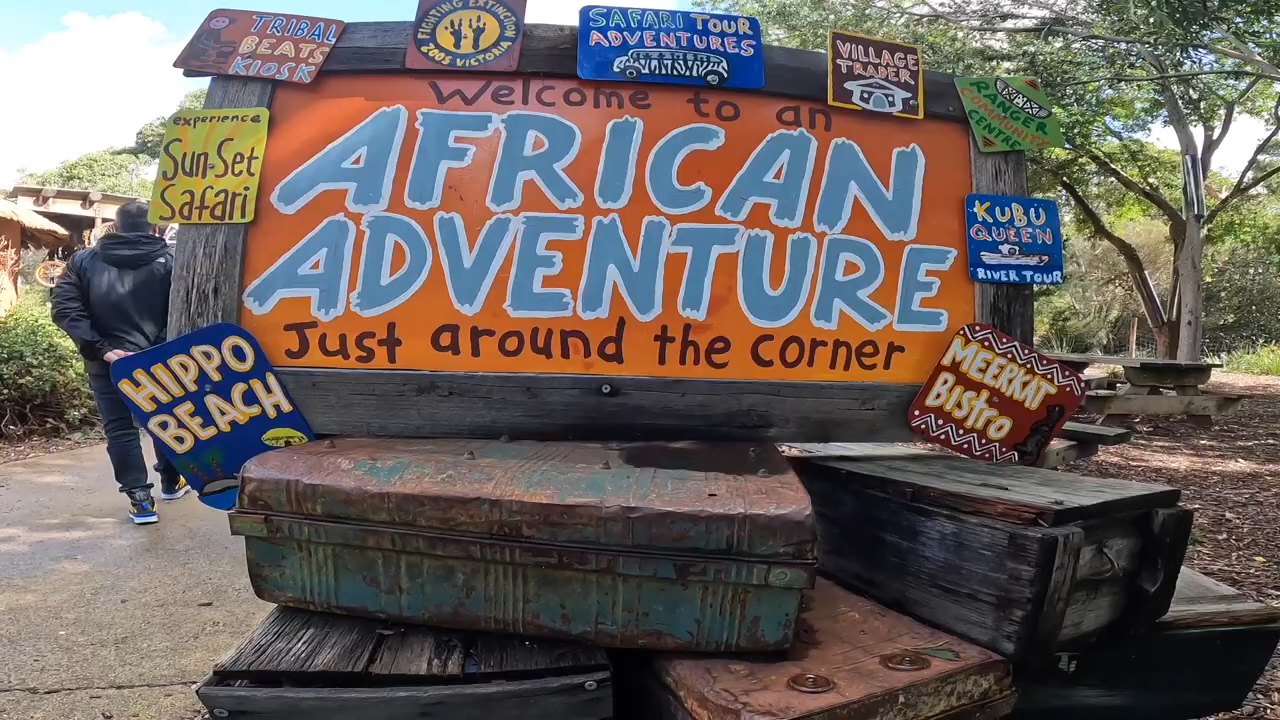 TRIBAL
BEATS
KIOSK
FIGHTING EXTINCTION
ZOOS VICTORIA
SAFARI TOUR
ADVENTURES
VILLAGE
TRADER
RANGER
COMMUNITY
CENTRE
experience
Sun-Set
Safari
Welcome to an
AFRICAN
ADVENTURE
Just around the corner
KUBU
QUEEN
RIVER TOUR
HIPPO
BEACH
MEERKAT
BISTRO